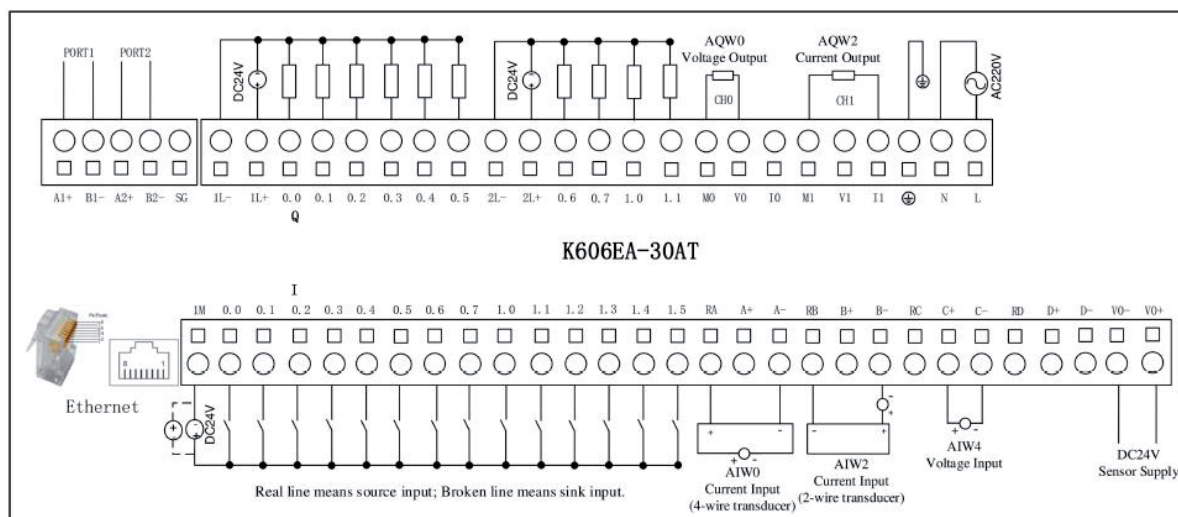 PORT1 PORT2
DC24V
DC24V
AQW0
Voltage Output
CH0
AQW2
Current Output
CH1
AC220V
A1+ B1- A2+ B2- SG 1L- 1L+ 0.0 0.1 0.2 0.3 0.4 0.5 2L- 2L+ 0.6 0.7 1.0 1.1 M0 V0 I0 M1 V1 I1 N L
Q
K606EA-30AT
I
1M 0.0 0.1 0.2 0.3 0.4 0.5 0.6 0.7 1.0 1.1 1.2 1.3 1.4 1.5 RA A+ A- RB B+ B- RC C+ C- RD D+ D- VO- VO+
8 1
Ethernet
DC24V
Real line means source input; Broken line means sink input.
+ -
+ -
AIW0
Current Input
(4-wire transducer)
- +
- +
AIW2
Current Input
(2-wire transducer)
+ -
AIW4
Voltage Input
DC24V
Sensor Supply